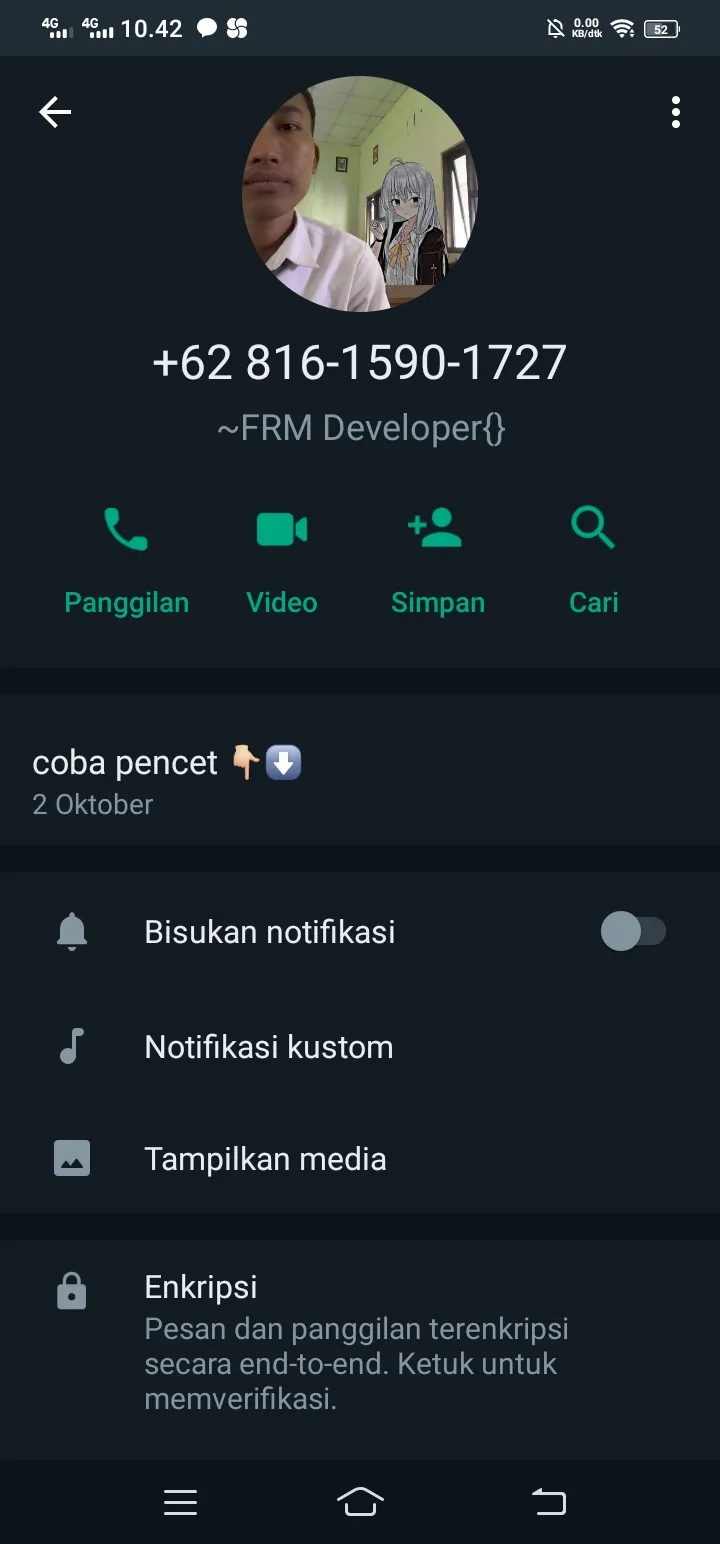 4G 4G 10.42 0.00 KB/dtk 52
+62 816-1590-1727
~FRM Developer{}
Panggilan Video Simpan Cari
coba pencet 👇🏻⬇️
2 Oktober
Bisukan notifikasi
Notifikasi kustom
Tampilkan media
Enkripsi
Pesan dan panggilan terenkripsi
secara end-to-end. Ketuk untuk
memverifikasi.